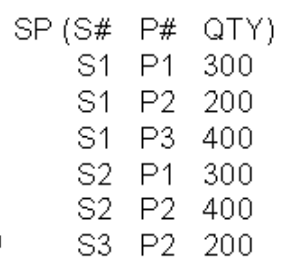 SP (S# P# QTY)
S1 P1 300
S1 P2 200
S1 P3 400
S2 P1 300
S2 P2 400
S3 P2 200